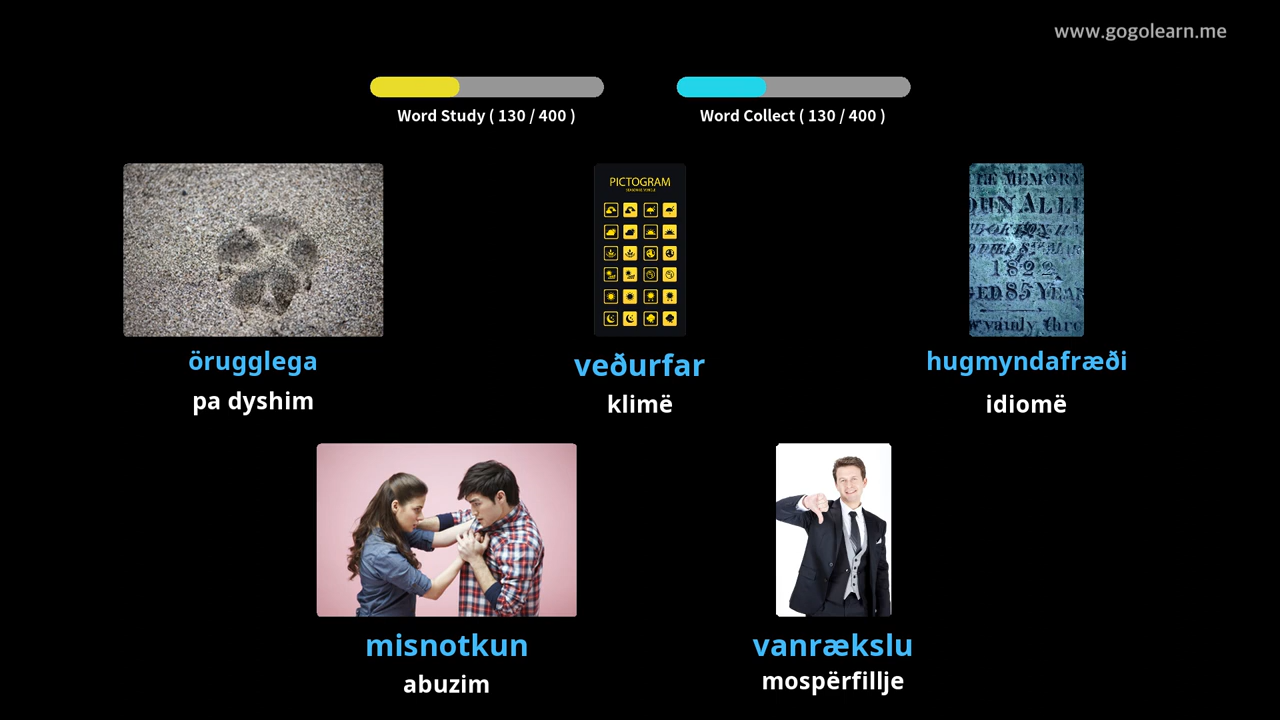 www.gogolearn.me
Word Study ( 130 / 400 )
Word Collect ( 130 / 400 )
PICTOGRAM
MEMORY
1822
örugglega
veðurfar
hugmyndafræði
pa dyshim
klimë
idiomë
misnotkun
vanrækslu
abuzim
mospërfillje